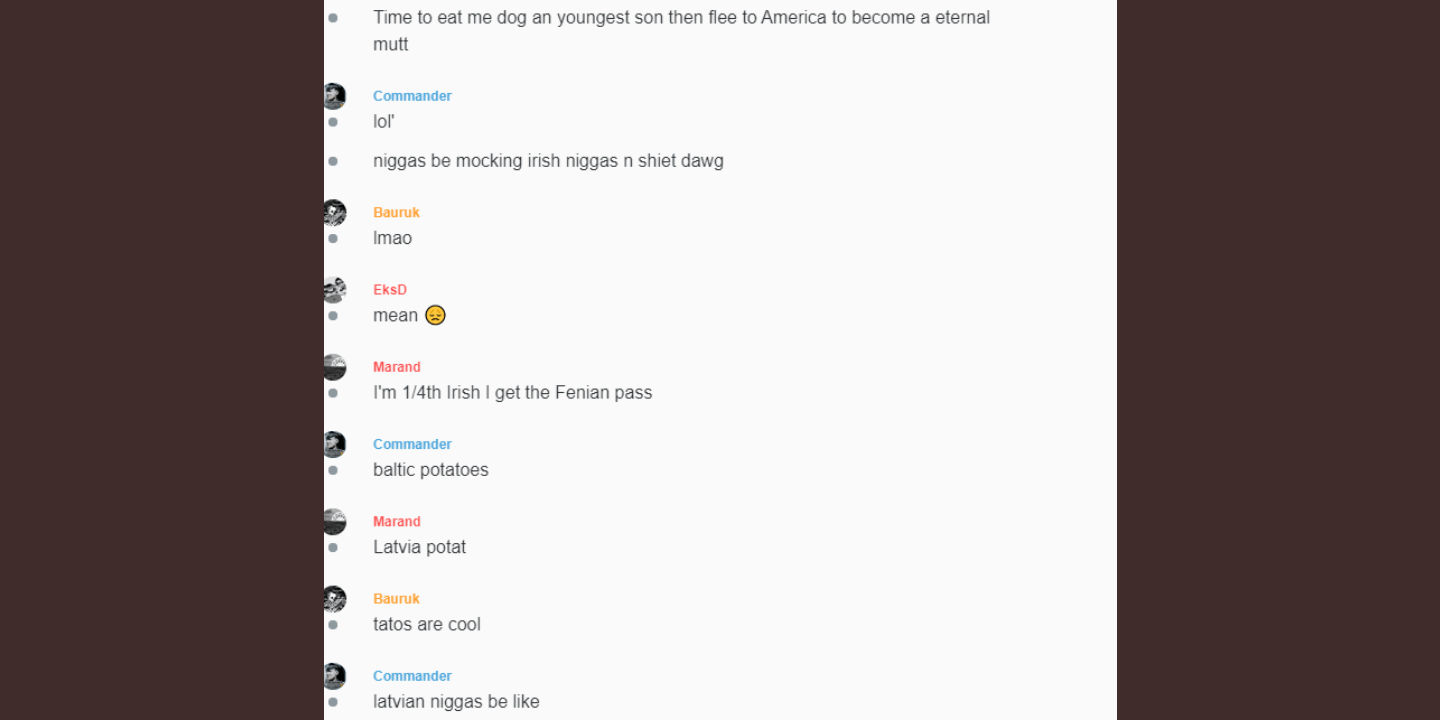 Time to eat me dog an youngest son then flee to America to become a eternal
mutt
Commander
lol'
niggas be mocking irish niggas n shiet dawg
Bauruk
lmao
EksD
mean 😞
Marand
I'm 1/4th Irish I get the Fenian pass
Commander
baltic potatoes
Marand
Latvia potat
Bauruk
tatos are cool
Commander
latvian niggas be like